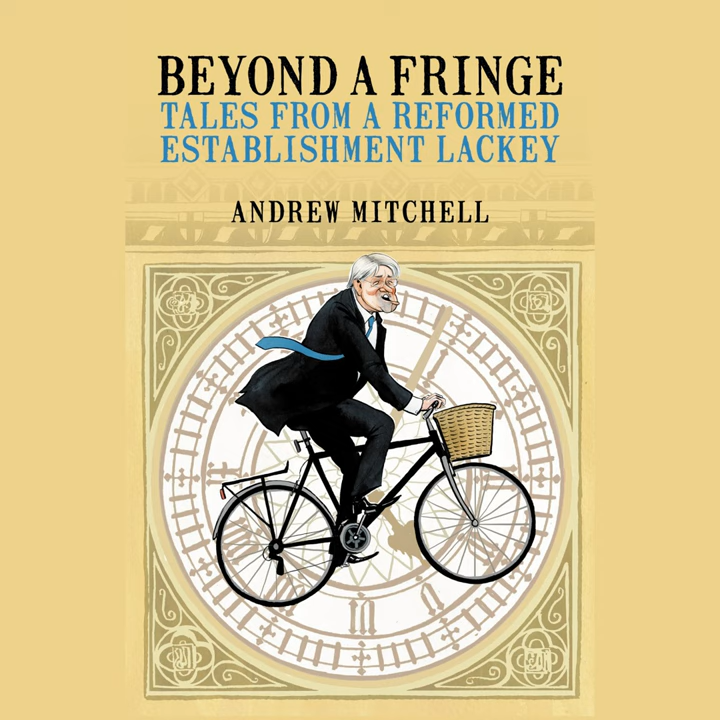 BEYOND A FRINGE
TALES FROM A REFORMED
ESTABLISHMENT LACKEY
ANDREW MITCHELL